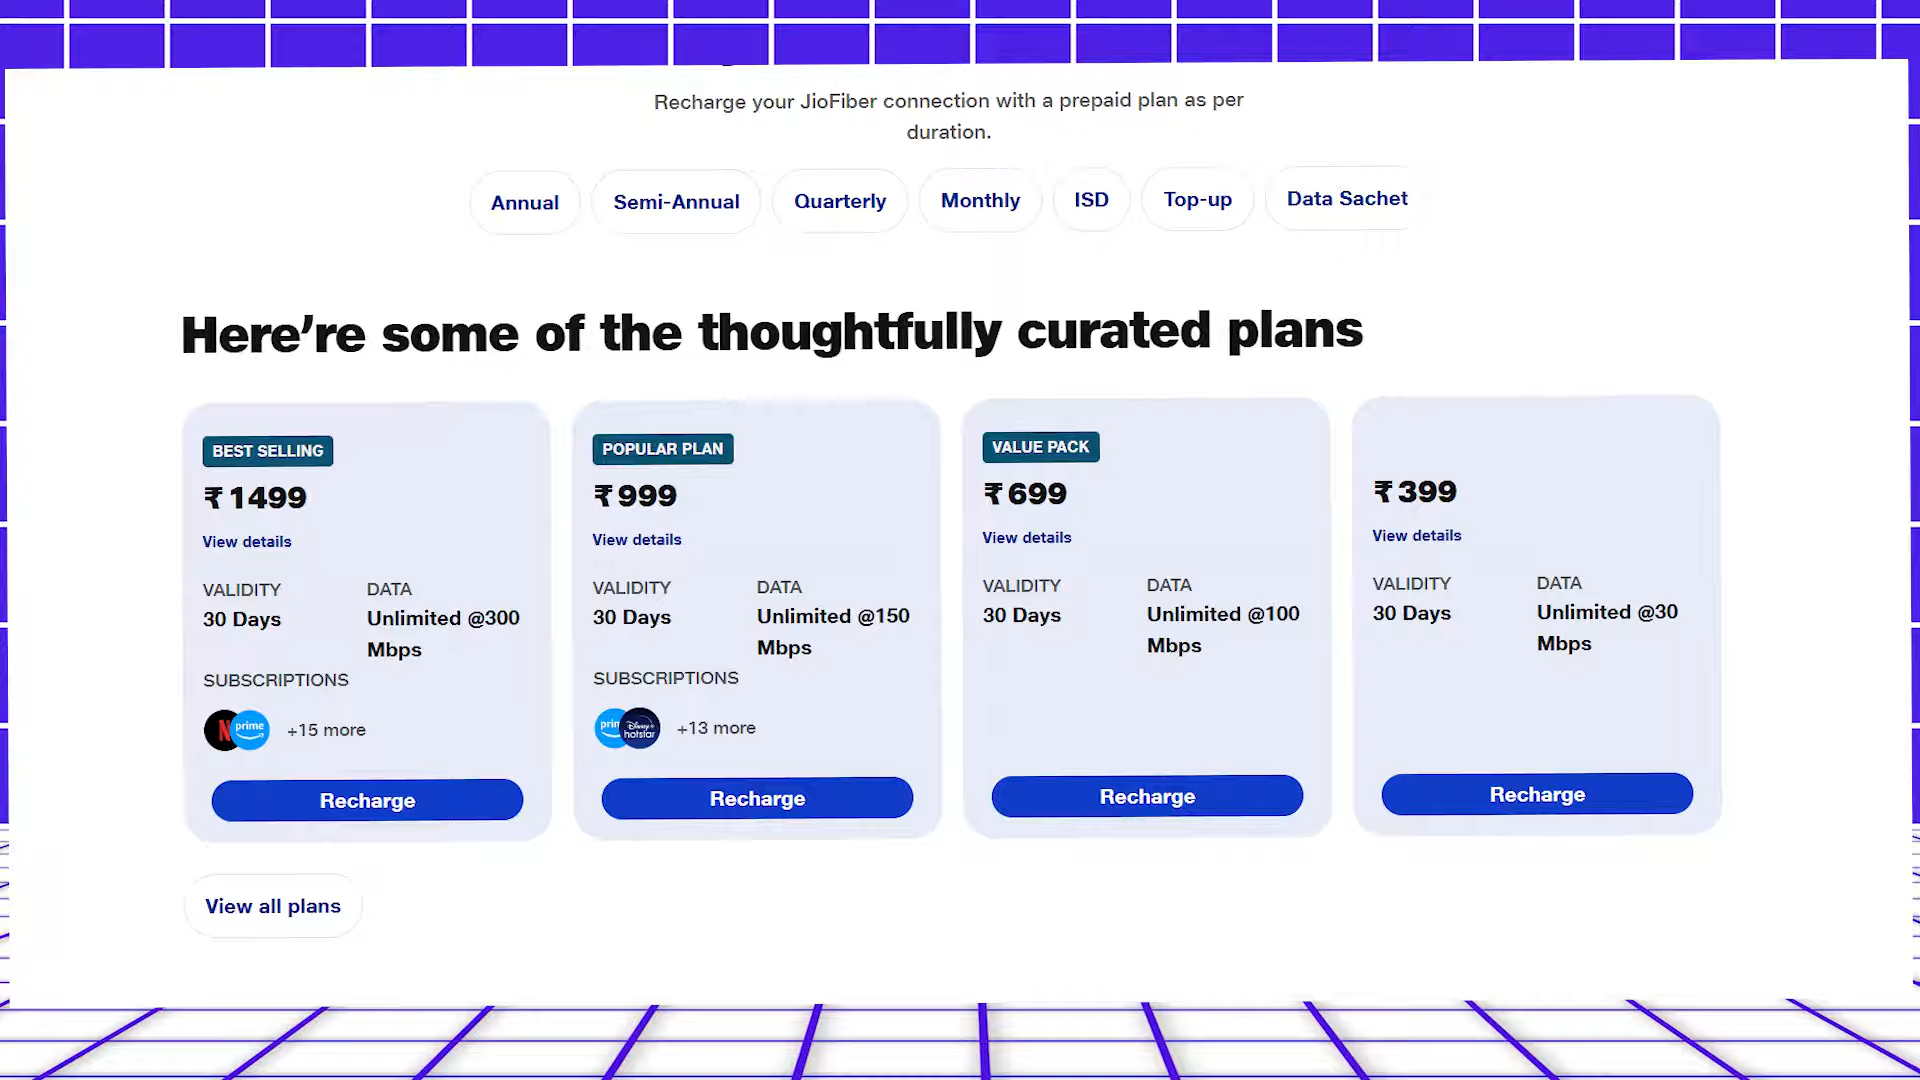 Recharge your JioFiber connection with a prepaid plan as per
duration.
Annual
Semi-Annual
Quarterly
Monthly
ISD
Top-up
Data Sachet
Here’re some of the thoughtfully curated plans
BEST SELLING
₹1499
View details
VALIDITY
30 Days
DATA
Unlimited @300
Mbps
SUBSCRIPTIONS
N
prime
+15 more
Recharge
POPULAR PLAN
₹999
View details
VALIDITY
30 Days
DATA
Unlimited @150
Mbps
SUBSCRIPTIONS
Disney+
hotstar
+13 more
Recharge
VALUE PACK
₹699
View details
VALIDITY
30 Days
DATA
Unlimited @100
Mbps
Recharge
₹399
View details
VALIDITY
30 Days
DATA
Unlimited @30
Mbps
Recharge
View all plans